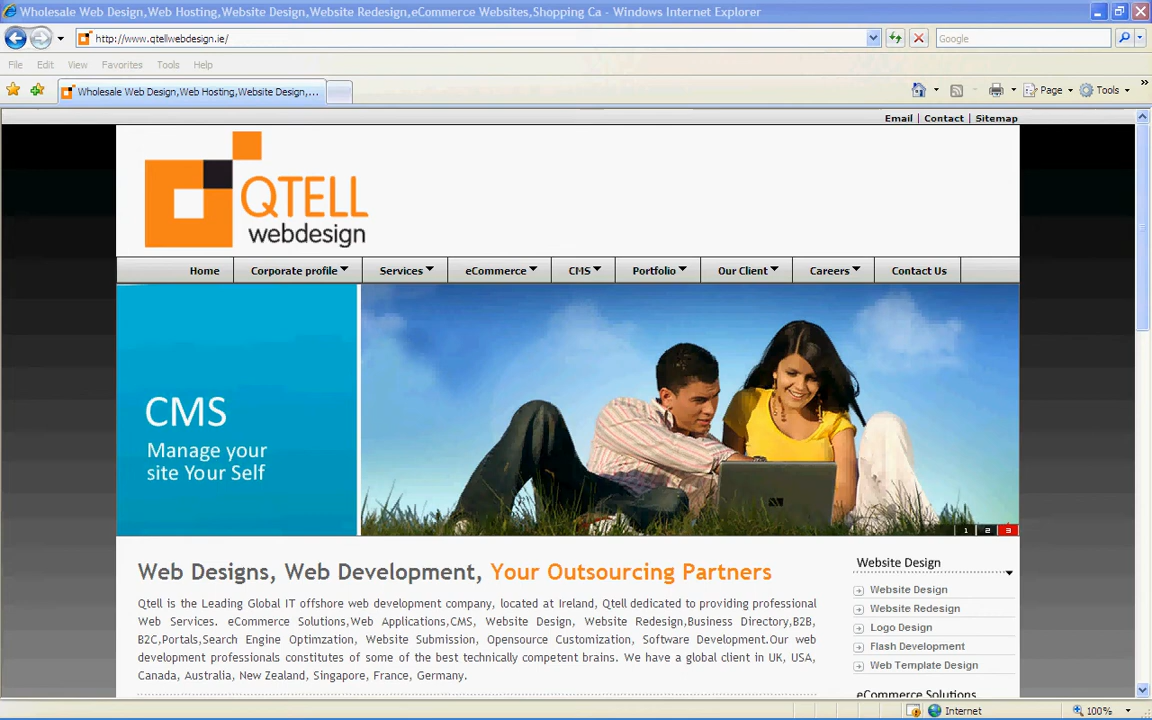 Wholesale Web Design,Web Hosting,Website Design,Website Redesign,eCommerce Websites,Shopping Ca - Windows Internet Explorer
http://www.qtellwebdesign.ie/
Google
File Edit View Favorites Tools Help
Wholesale Web Design,Web Hosting,Website Design,...
Page Tools
Email | Contact | Sitemap
QTELL
webdesign
Home Corporate profile Services eCommerce CMS Portfolio Our Client Careers Contact Us
CMS
Manage your
site Your Self
1 2 3
Web Designs, Web Development, Your Outsourcing Partners
Qtell is the Leading Global IT offshore web development company, located at Ireland, Qtell dedicated to providing professional
Web Services. eCommerce Solutions,Web Applications,CMS, Website Design, Website Redesign,Business Directory,B2B,
B2C,Portals,Search Engine Optimzation, Website Submission, Opensource Customization, Software Development.Our web
development professionals constitutes of some of the best technically competent brains. We have a global client in UK, USA,
Canada, Australia, New Zealand, Singapore, France, Germany.
Website Design
Website Design
Website Redesign
Logo Design
Flash Development
Web Template Design
eCommerce Solutions
Internet
100%